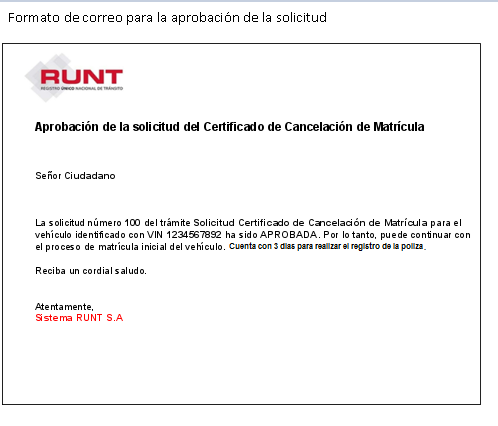 Formato de correo para la aprobación de la solicitud
RUNT
REGISTRO ÚNICO NACIONAL DE TRÁNSITO
Aprobación de la solicitud del Certificado de Cancelación de Matrícula
Señor Ciudadano
La solicitud número 100 del trámite Solicitud Certificado de Cancelación de Matrícula para el
vehículo identificado con VIN 1234567892 ha sido APROBADA. Por lo tanto, puede continuar con
el proceso de matrícula inicial del vehículo. Cuenta con 3 dias para realizar el registro de la poliza.
Reciba un cordial saludo.
Atentamente,
Sistema RUNT S.A